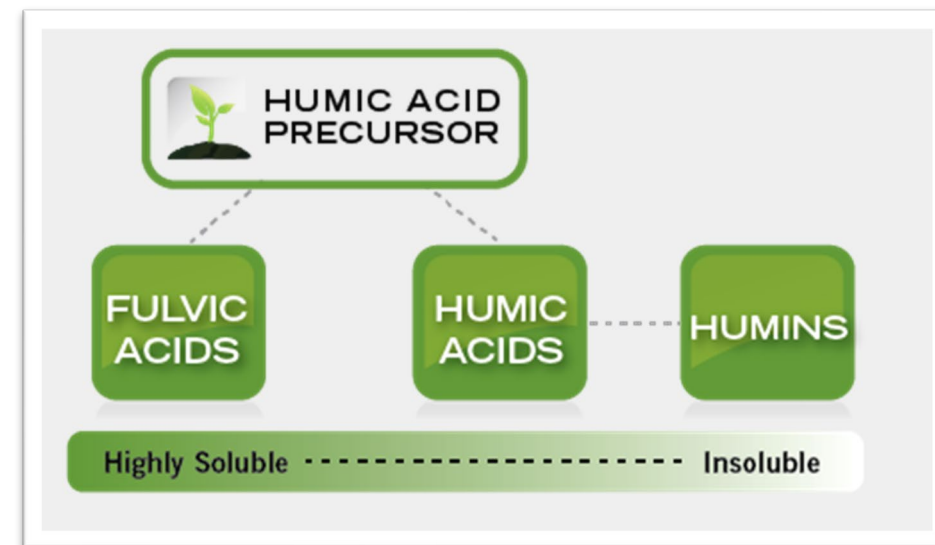 HUMIC ACID
PRECURSOR
FULVIC
ACIDS
HUMIC
ACIDS
HUMINS
Highly Soluble
Insoluble